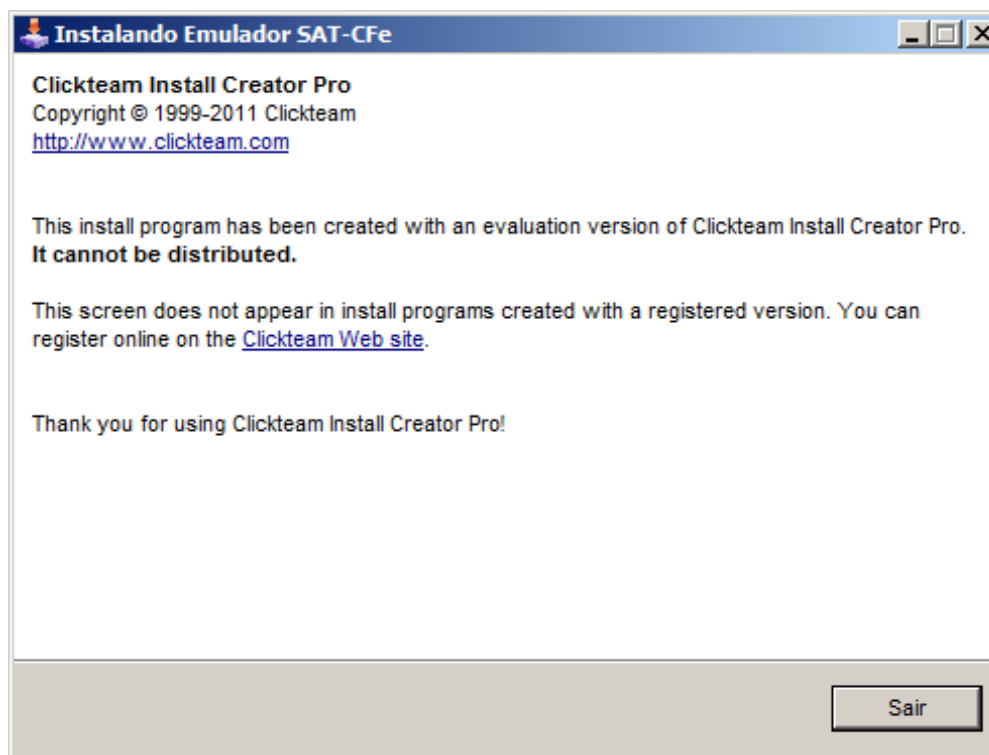 Instalando Emulador SAT-CFe
Clickteam Install Creator Pro
Copyright © 1999-2011 Clickteam
http://www.clickteam.com
This install program has been created with an evaluation version of Clickteam Install Creator Pro.
It cannot be distributed.
This screen does not appear in install programs created with a registered version. You can
register online on the Clickteam Web site.
Thank you for using Clickteam Install Creator Pro!
Sair